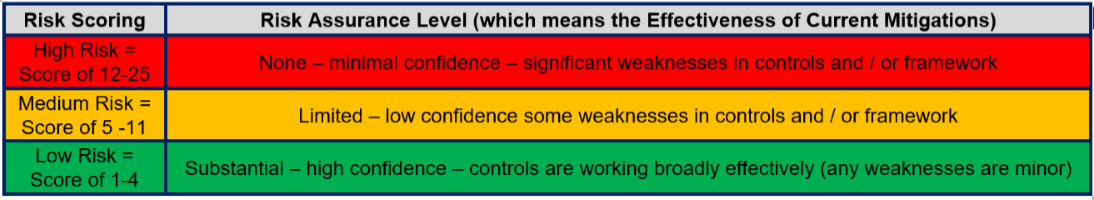 Risk Scoring
Risk Assurance Level (which means the Effectiveness of Current Mitigations)
High Risk =
Score of 12-25
None – minimal confidence – significant weaknesses in controls and / or framework
Medium Risk =
Score of 5 -11
Limited – low confidence some weaknesses in controls and / or framework
Low Risk =
Score of 1-4
Substantial – high confidence – controls are working broadly effectively (any weaknesses are minor)